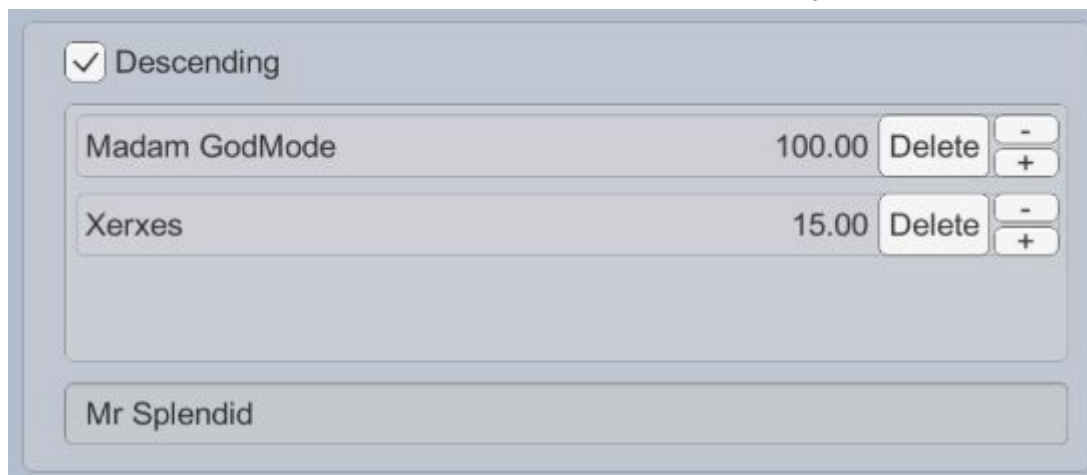 Descending
Madam GodMode 100.00 Delete -
+
Xerxes 15.00 Delete -
+
Mr Splendid